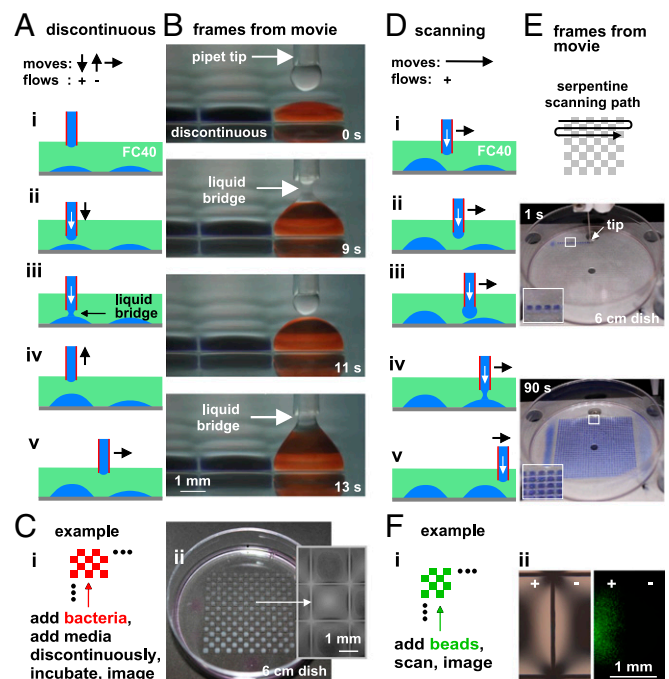 A discontinuous
moves: ↓ ↑ →
flows : + -
i
FC40
ii
iii
liquid
bridge
iv
v
B frames from movie
pipet tip
discontinuous
0 s
liquid
bridge
9 s
11 s
liquid
bridge
1 mm
13 s
C example
i
add bacteria,
add media
discontinuously,
incubate, image
ii
1 mm
6 cm dish
D scanning
moves: →
flows: +
i
FC40
ii
iii
iv
v
E frames from
movie
serpentine
scanning path
1 s
tip
6 cm dish
90 s
F example
i
add beads,
scan, image
ii
+ -
+ -
1 mm